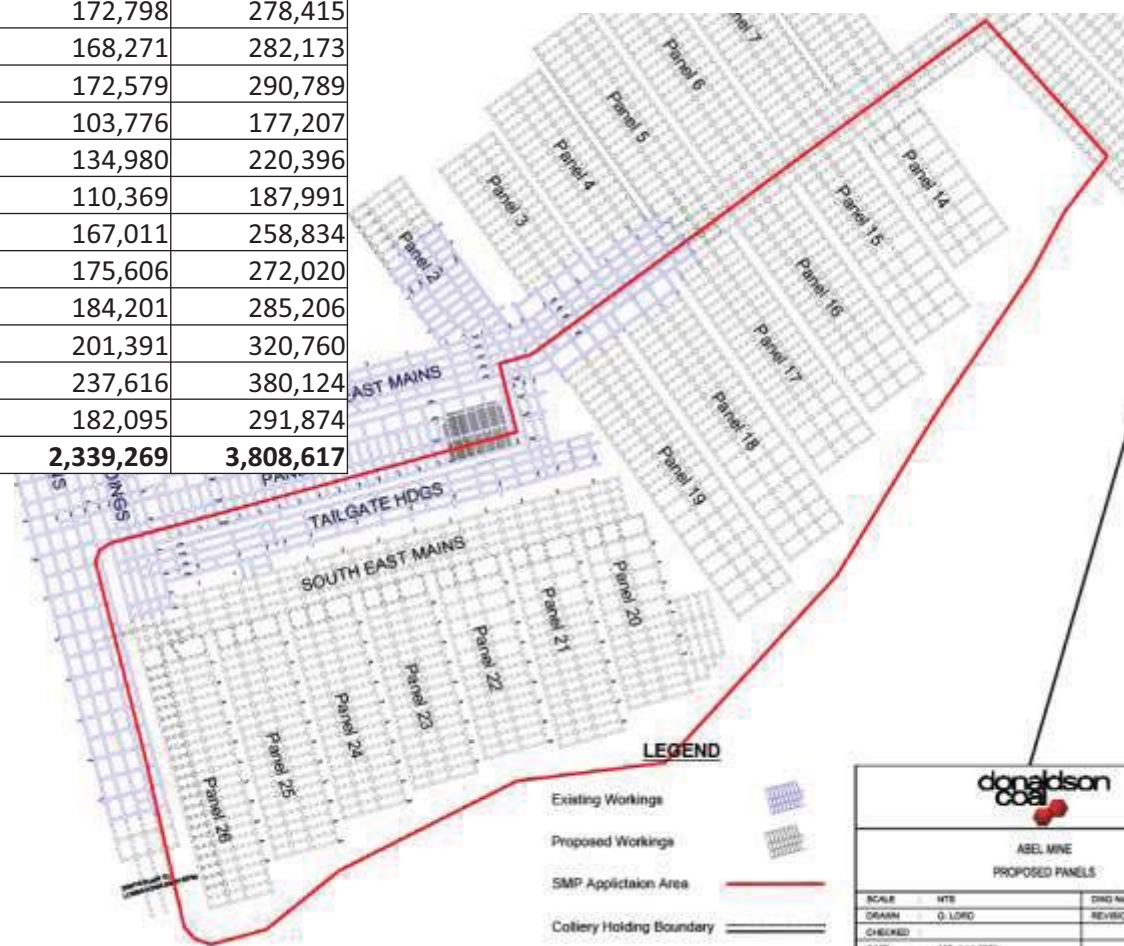 172,798 278,415
168,271 282,173
172,579 290,789
103,776 177,207
134,980 220,396
110,369 187,991
167,011 258,834
175,606 272,020
184,201 285,206
201,391 320,760
237,616 380,124
182,095 291,874
2,339,269 3,808,617
Panel 6
Panel 5
Panel 4
Panel 3
Panel 2
Panel 14
Panel 15
Panel 16
Panel 17
Panel 18
Panel 19
AST MAINS
TAILGATE HDGS
SOUTH EAST MAINS
Panel 20
Panel 21
Panel 22
Panel 23
Panel 24
Panel 25
Panel 26
LEGEND
Existing Workings
Proposed Workings
SMP Applictaion Area
Colliery Holding Boundary
donaldson
coal
ABEL MINE
PROPOSED PANELS
SCALE : NTS
DRAWN : G. LORD
CHECKED :